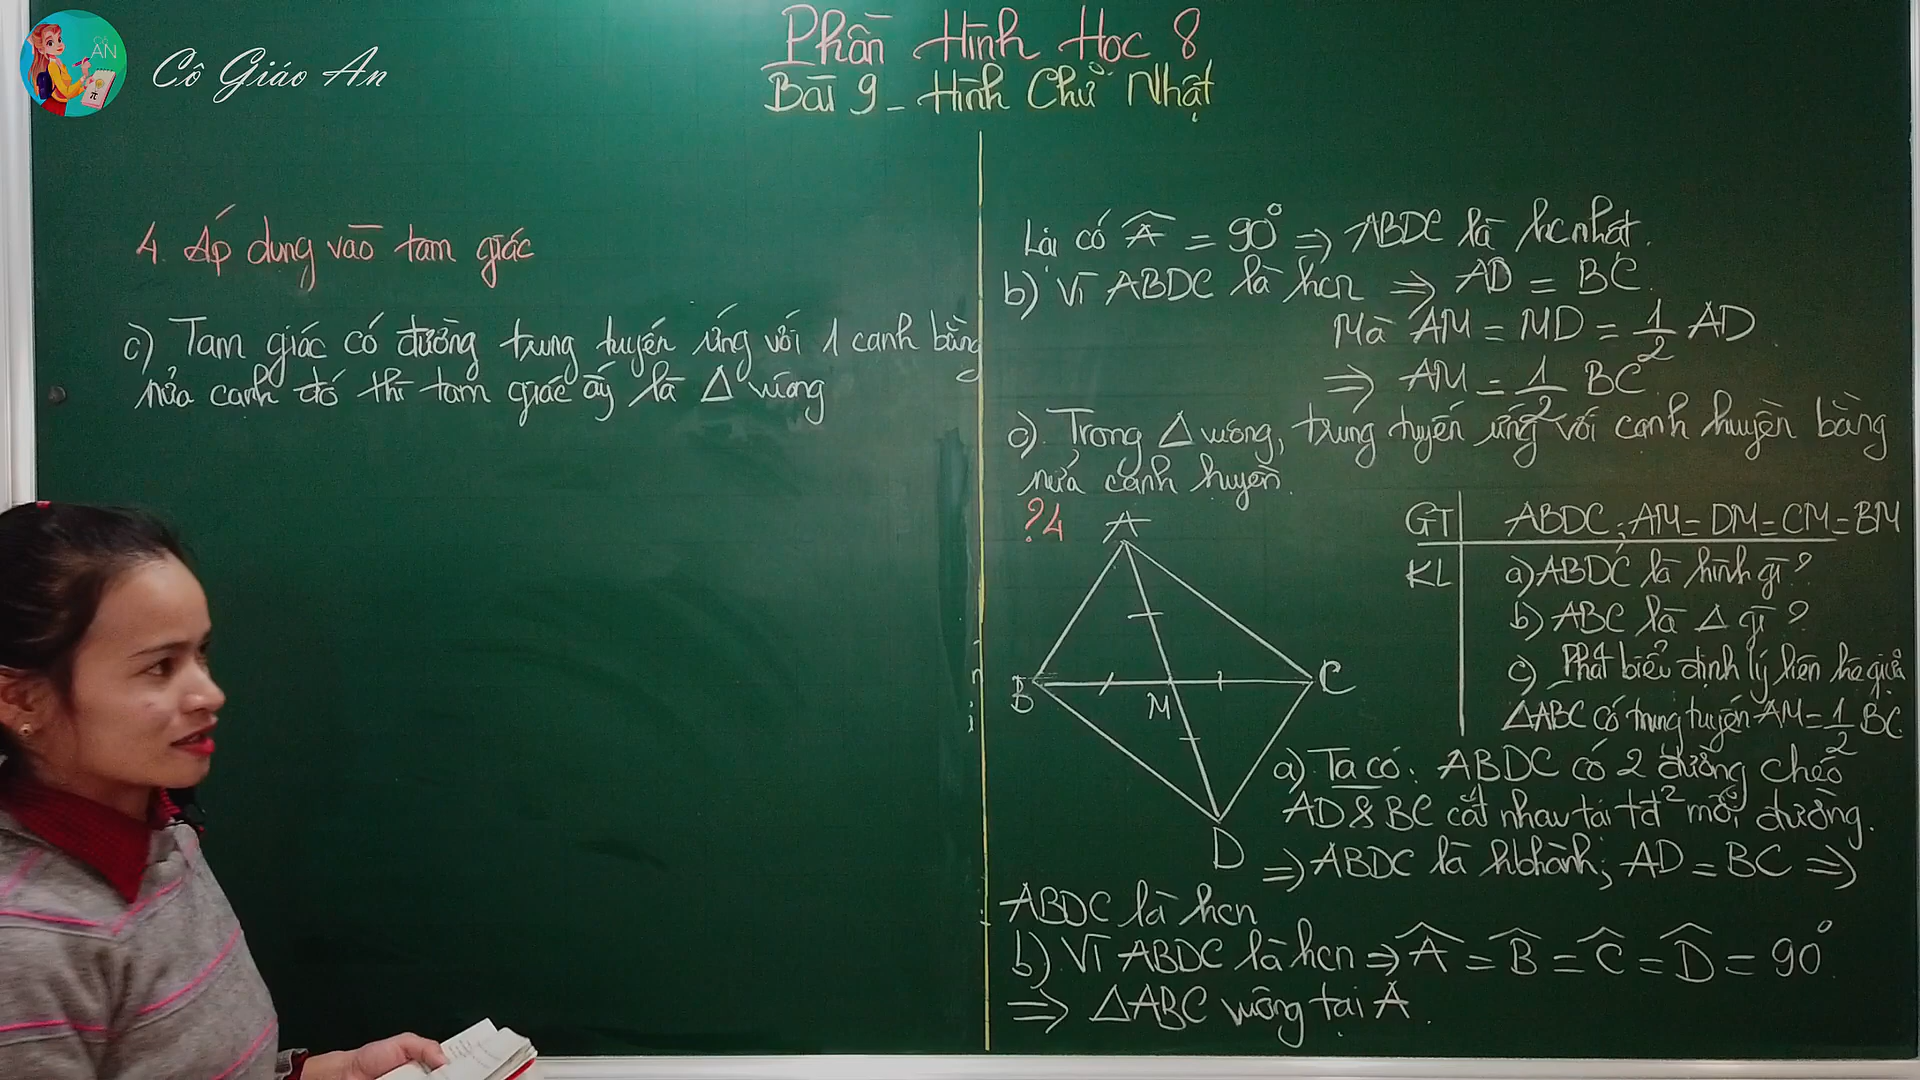 CÔ
ÁN
Cô Giáo An
Phần Hình Học 8
Bài 9 - Hình Chữ Nhật
4. Áp dụng vào tam giác
c) Tam giác có đường trung tuyến ứng với 1 cạnh bằng
nửa cạnh đó thì tam giác ấy là Δ vuông
Lại có Â = 90° => ABDC là hcnhật.
b) Vì ABDC là hcn => AD = BC.
Mà AM = MD = 1/2 AD
=> AM = 1/2 BC
c) Trong Δ vuông, trung tuyến ứng với cạnh huyền bằng
nửa cạnh huyền.
?4
A
B
M
C
D
GT ABDC; AM = DM = CM = BM
KL a) ABDC là hình gì?
b) ABC là Δ gì?
c) Phát biểu định lý liên hệ giữa
ΔABC có trung tuyến AM = 1/2 BC.
a) Ta có: ABDC có 2 đường chéo
AD & BC cắt nhau tại tđ² mỗi đường.
=> ABDC là hbhành; AD = BC =>
ABDC là hcn
b) Vì ABDC là hcn => Â = B̂ = Ĉ = D̂ = 90°.
=> ΔABC vuông tại A.